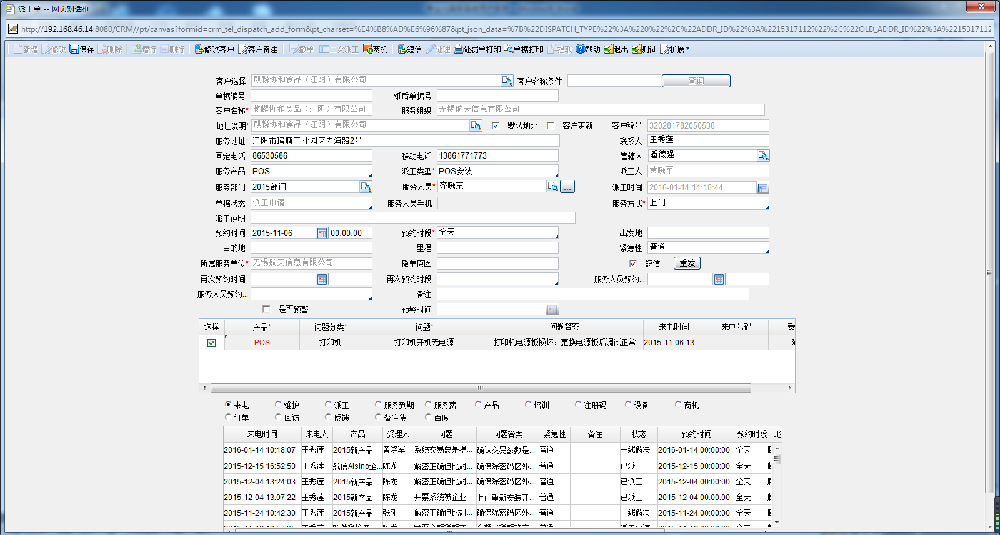 派工单 -- 网页对话框
http://192.168.46.14:8080/CRM//pt/canvas?formid=crm_tel_dispatch_add_form&pt_charset=%E4%B8%AD%E6%96%87&pt_json_data=%7B%22DISPATCH_TYPE%22%3A%220%22%2C%22ADDR_ID%22%3A%2215317112%22%2C%22OLD_ADDR_ID%22%3A%2215317112
新增 修改 保存 删除 增行 删行 修改客户 客户备注 撤单 二次派工 商机 短信 处理 处罚单打印 单据打印 提取 帮助 退出 测试 扩展
客户选择 麒麟协和食品（江阴）有限公司 客户名称条件 查询
单据编号 纸质单据号
客户名称* 麒麟协和食品（江阴）有限公司 服务组织 无锡航天信息有限公司
地址说明* 麒麟协和食品（江阴）有限公司 默认地址 客户更新 客户税号 320281782050538
服务地址* 江阴市璜塘工业园区内海路2号 联系人* 王秀莲
固定电话 86530586 移动电话 13861771773 管辖人 潘德强
服务产品 POS 派工类型* POS安装 派工人 黄晓军
服务部门 2015部门 服务人员* 齐晓京 ... 派工时间 2016-01-14 14:18:44
单据状态 派工申请 服务人员手机 服务方式* 上门
派工说明
预约时间 2015-11-06 00:00:00 预约时段* 全天 出发地
目的地 里程 紧急性 普通
所属服务单位* 无锡航天信息有限公司 撤单原因 短信 重发
再次预约时间 再次预约时段 ---- 服务人员预约...
服务人员预约... ---- 备注
是否预警 预警时间
选择 产品* 问题分类* 问题* 问题答案 来电时间 来电号码 受
POS 打印机 打印机开机无电源 打印机电源板损坏，更换电源板后调试正常 2015-11-06 13:...
来电 维护 派工 服务到期 服务费 产品 培训 注册码 设备 商机
订单 回访 反馈 备注集 百度
来电时间 来电人 产品 受理人 问题 问题答案 紧急性 备注 状态 预约时间 预约时段 地
2016-01-14 10:18:07 王秀莲 2015新产品 黄晓军 系统交易总是提... 确认交易参数是... 普通 一线解决 2016-01-14 00:00:00 全天
2015-12-15 16:52:50 王秀莲 航信Aisino企... 陈龙 解密正确但比对... 确保除密码区外... 普通 已派工 2015-12-15 00:00:00 全天
2015-12-04 13:24:03 王秀莲 2015新产品 陈龙 解密正确但比对... 确保除密码区外... 普通 已派工 2015-12-04 00:00:00 全天
2015-12-04 13:07:22 王秀莲 2015新产品 陈龙 开票系统被企业... 上门重新安装开... 普通 已派工 2015-12-04 00:00:00 全天
2015-11-24 10:42:30 王秀莲 2015新产品 张刚 解密正确但比对... 确保除密码区外... 普通 一线解决 2015-11-24 00:00:00 全天